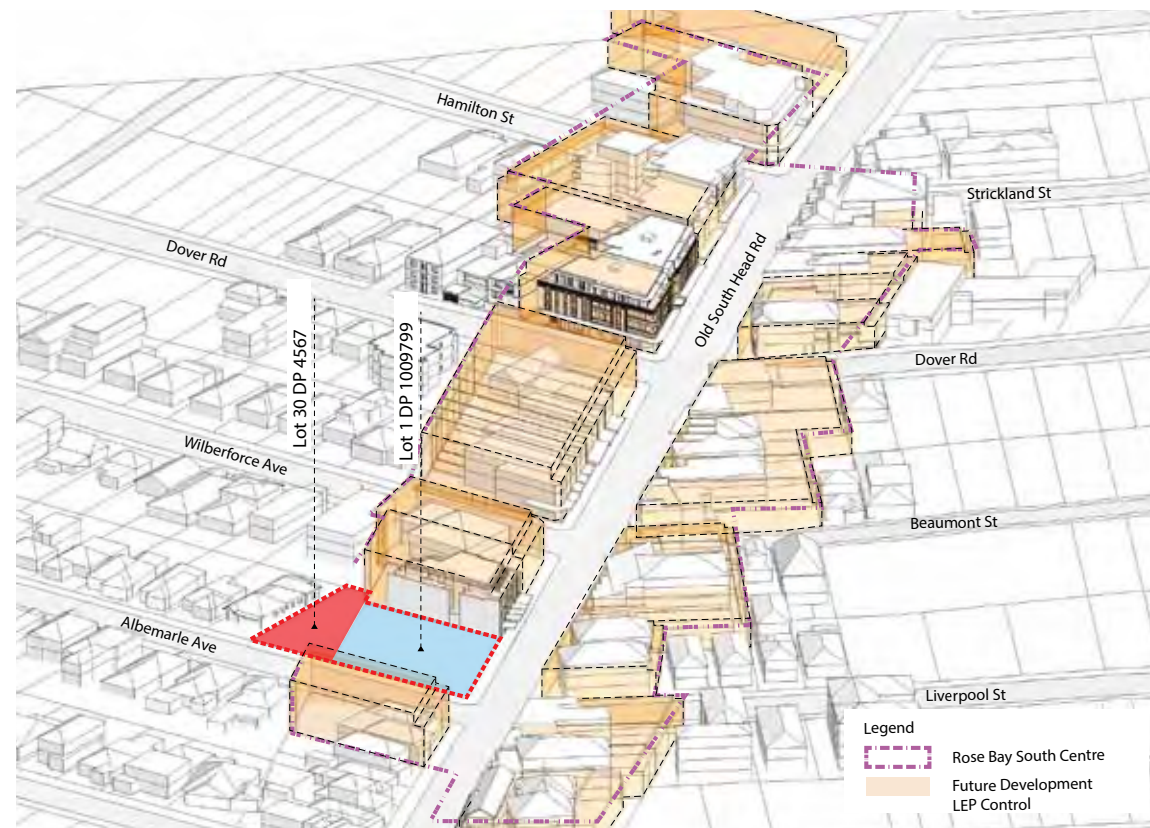 Hamilton St
Strickland St
Dover Rd
Old South Head Rd
Lot 30 DP 4567
Lot 1 DP 1009799
Dover Rd
Wilberforce Ave
Beaumont St
Albemarle Ave
Liverpool St
Legend
Rose Bay South Centre
Future Development
LEP Control